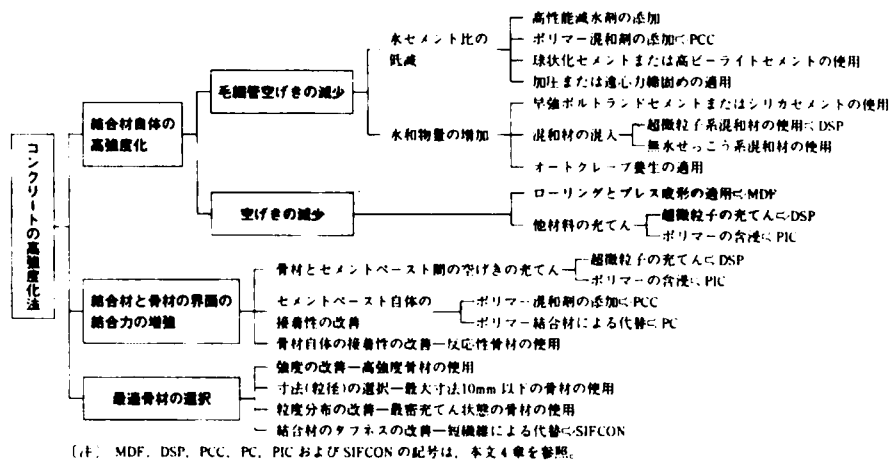 コンクリートの高強度化法
結合材自体の
高強度化
毛細管空げきの減少
水セメント比の
低減
高性能減水剤の添加
ポリマー混和剤の添加⇨PCC
球状化セメントまたは高ビーライトセメントの使用
加圧または遠心力締固めの適用
水和物量の増加
早強ポルトランドセメントまたはシリカセメントの使用
混和材の混入
超微粒子系混和材の使用⇨DSP
無水せっこう系混和材の使用
オートクレーブ養生の適用
空げきの減少
ローリングとプレス成形の適用⇨MDF
他材料の充てん
超微粒子の充てん⇨DSP
ポリマーの含浸⇨PIC
結合材と骨材の界面の
結合力の増強
骨材とセメントペースト間の空げきの充てん
超微粒子の充てん⇨DSP
ポリマーの含浸⇨PIC
セメントペースト自体の
接着性の改善
ポリマー混和剤の添加⇨PCC
ポリマー結合材による代替⇨PC
骨材自体の接着性の改善—反応性骨材の使用
最適骨材の選択
強度の改善—高強度骨材の使用
寸法(粒径)の選択—最大寸法10mm以下の骨材の使用
粒度分布の改善—最密充てん状態の骨材の使用
結合材のタフネスの改善—短繊維による代替⇨SIFCON
〔注〕 MDF, DSP, PCC, PC, PIC および SIFCON の記号は, 本文4章を参照。